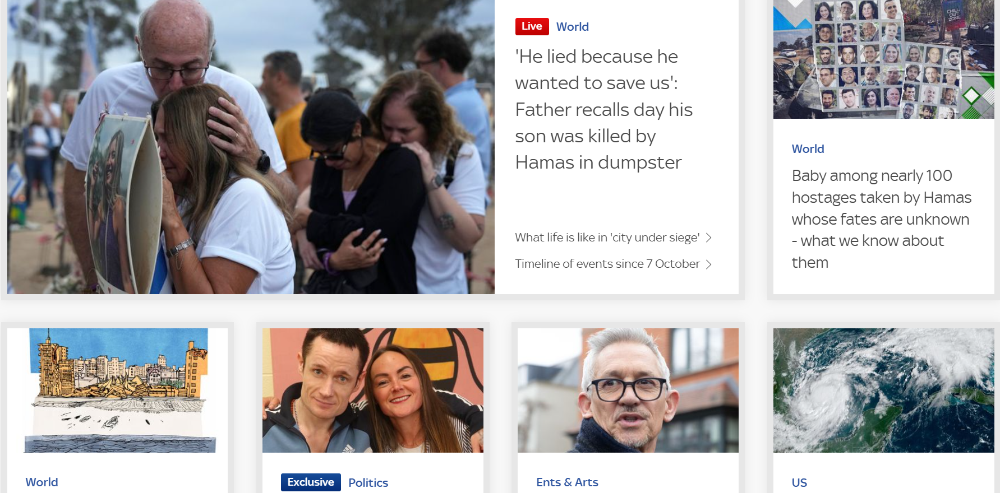 Live World
'He lied because he
wanted to save us':
Father recalls day his
son was killed by
Hamas in dumpster
What life is like in 'city under siege'
Timeline of events since 7 October
CHILL
OUT
ZONE
World
Baby among nearly 100
hostages taken by Hamas
whose fates are unknown
- what we know about
them
World
Exclusive Politics
Ents & Arts
US